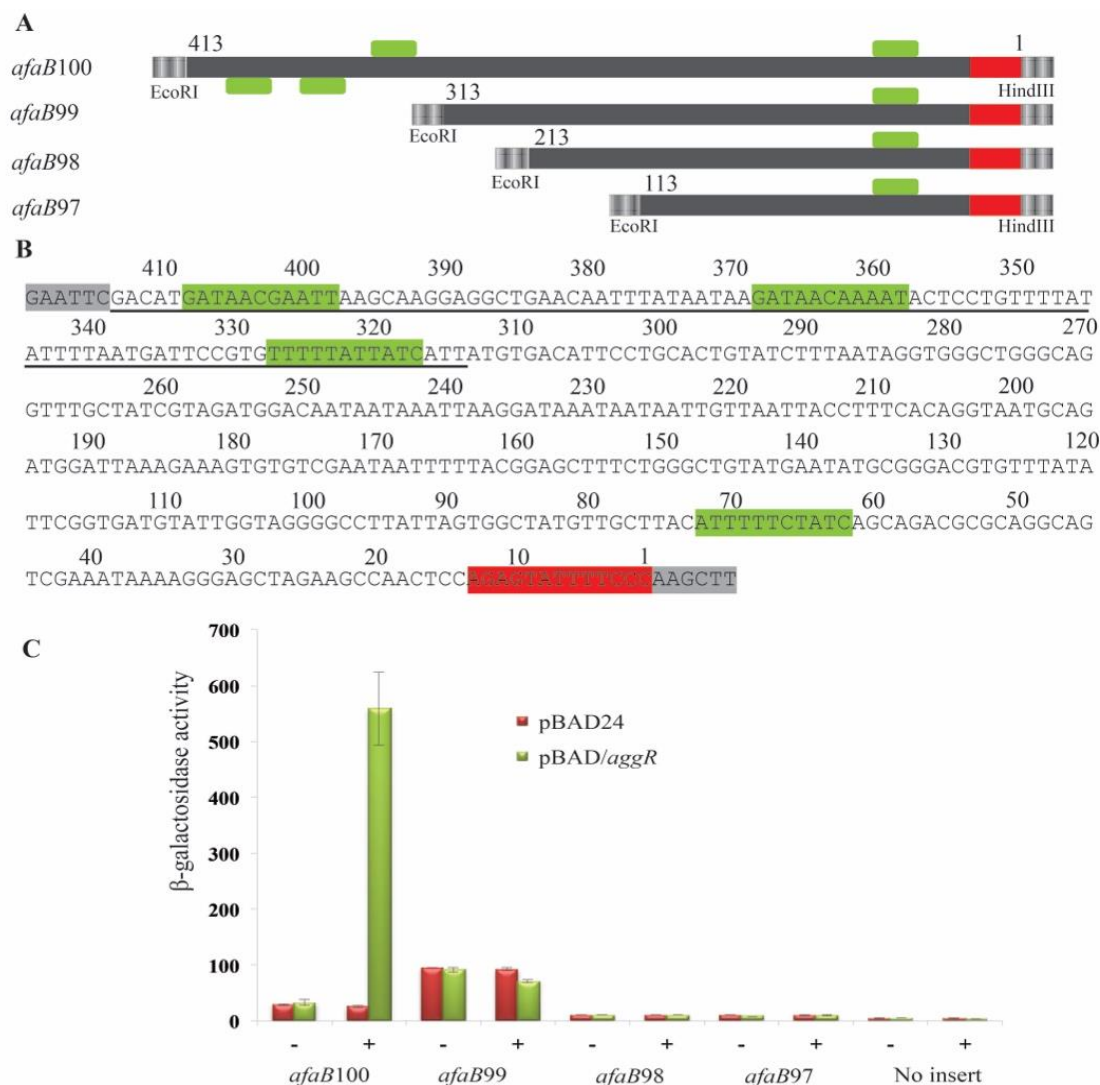 A
413
1
afaB100
EcoRI
HindIII
313
afaB99
EcoRI
213
afaB98
EcoRI
113
afaB97
EcoRI
HindIII
B
410 400 390 380 370 360 350
GAATTCGACATGATAACGAATTAAGCAAGGAGGCTGAACAATTTATAATAAGATAACAAAATACTCCTGTTTTAT
340 330 320 310 300 290 280 270
ATTTTAATGATTCCGTGTTTTTATTATCATTATGTGACATTCCTGCACTGTATCTTTAATAGGTGGGCTGGGCAG
260 250 240 230 220 210 200
GTTTGCTATCGTAGATGGACAATAATAAATTAAGGATAAATAATAATTGTTAATTACCTTTCACAGGTAATGCAG
190 180 170 160 150 140 130 120
ATGGATTAAAGAAAGTGTGTCGAATAATTTTTACGGAGCTTTCTGGGCTGTATGAATATGCGGGACGTGTTTATA
110 100 90 80 70 60 50
TTCGGTGATGTATTGGTAGGGGCCTTATTAGTGGCTATGTTGCTTACATTTTTCTATCAGCAGACGCGCAGGCAG
40 30 20 10 1
TCGAAATAAAAGGGAGCTAGAAGCCAACTCCAGAGTATTTTGCCAAGCTT
C
β-galactosidase activity
700
600
500
400
300
200
100
0
pBAD24
pBAD/aggR
- + - + - + - + - +
afaB100 afaB99 afaB98 afaB97 No insert